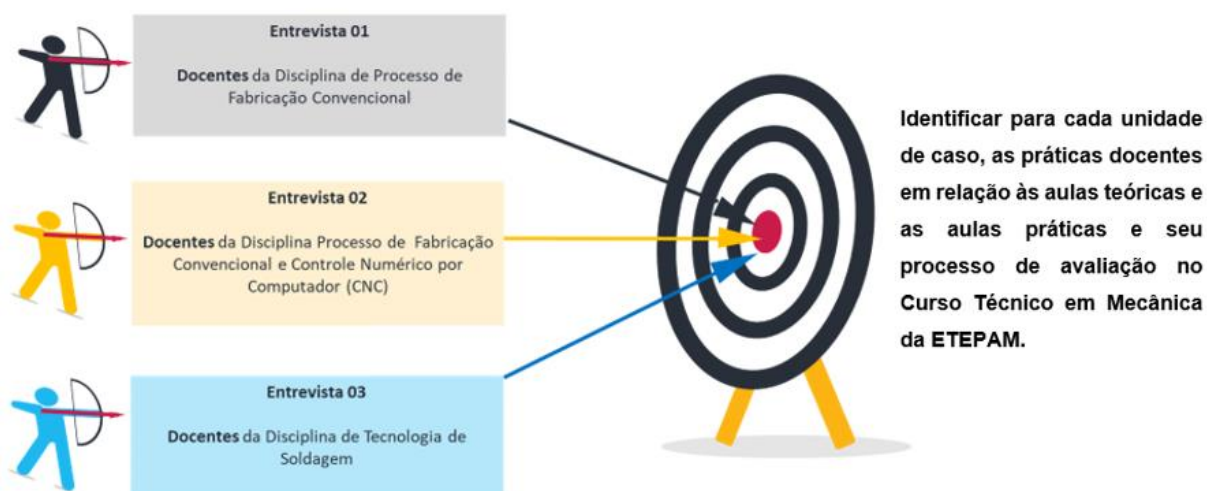 Entrevista 01
Docentes da Disciplina de Processo de
Fabricação Convencional
Entrevista 02
Docentes da Disciplina Processo de Fabricação
Convencional e Controle Numérico por
Computador (CNC)
Entrevista 03
Docentes da Disciplina de Tecnologia de
Soldagem
Identificar para cada unidade
de caso, as práticas docentes
em relação às aulas teóricas e
as aulas práticas e seu
processo de avaliação no
Curso Técnico em Mecânica
da ETEPAM.